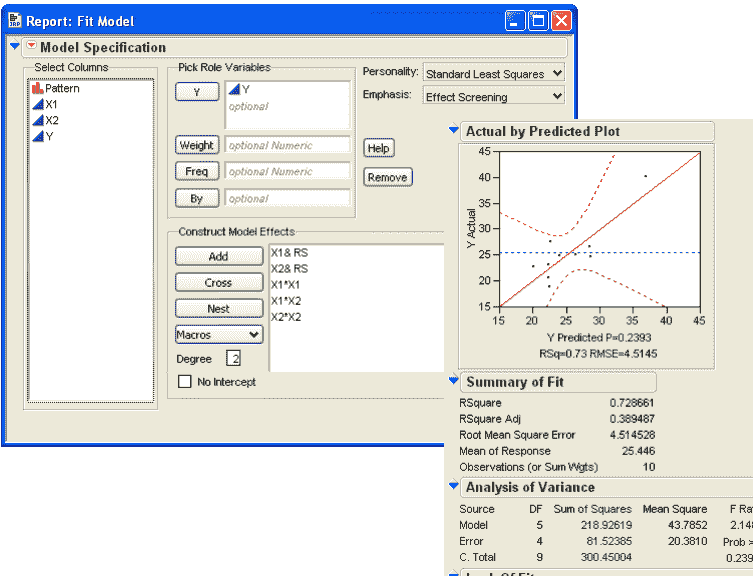 Report: Fit Model
Model Specification
Select Columns
Pattern
X1
X2
Y
Pick Role Variables
Y
Y
optional
Weight
optional Numeric
Freq
optional Numeric
By
optional
Personality:
Standard Least Squares
Emphasis:
Effect Screening
Help
Remove
Construct Model Effects
Add
Cross
Nest
Macros
Degree
2
No Intercept
X1& RS
X2& RS
X1*X1
X1*X2
X2*X2
Actual by Predicted Plot
Y Actual
45
40
35
30
25
20
15
15 20 25 30 35 40 45
Y Predicted P=0.2393
RSq=0.73 RMSE=4.5145
Summary of Fit
RSquare 0.728661
RSquare Adj 0.389487
Root Mean Square Error 4.514528
Mean of Response 25.446
Observations (or Sum Wgts) 10
Analysis of Variance
Source DF Sum of Squares Mean Square F Ra
Model 5 218.92619 43.7852 2.148
Error 4 81.52385 20.3810 Prob >
C. Total 9 300.45004 0.239